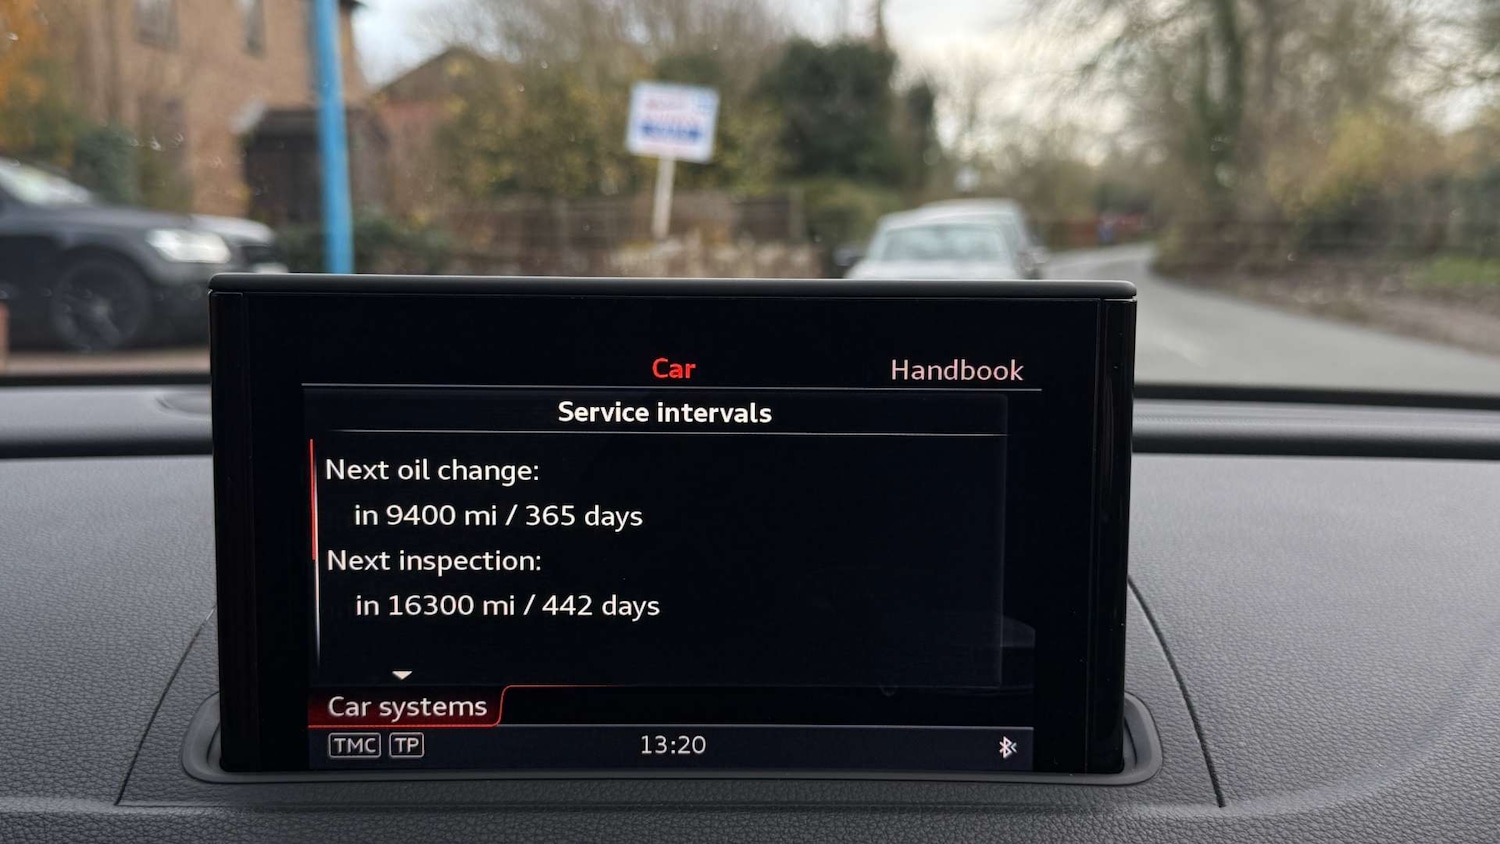 Car
Handbook
Service intervals
Next oil change:
in 9400 mi / 365 days
Next inspection:
in 16300 mi / 442 days
Car systems
TMC TP
13:20